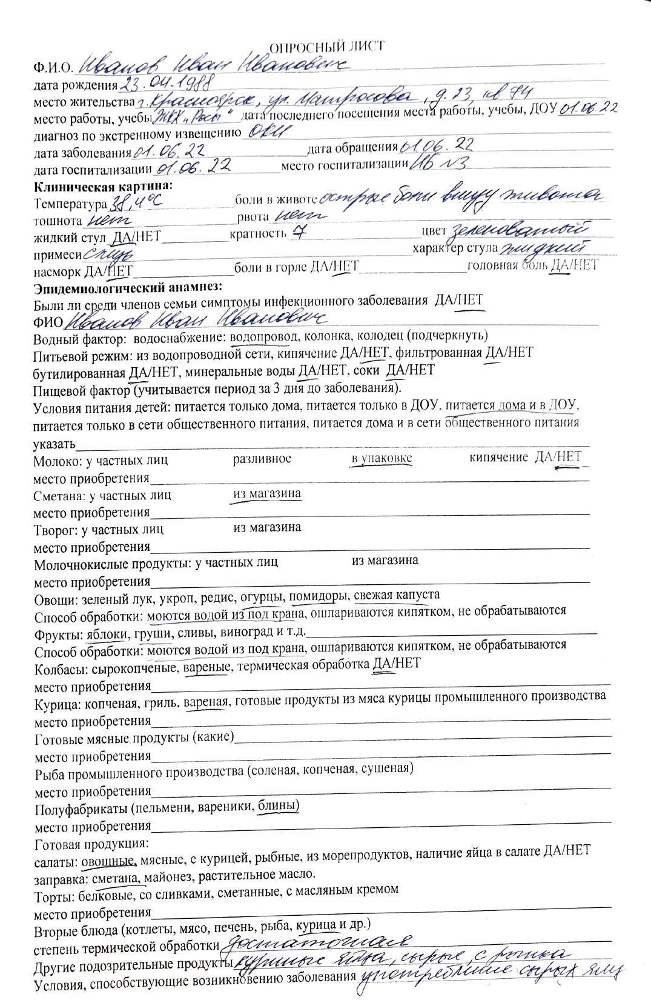 ОПРОСНЫЙ ЛИСТ
Ф.И.О. Иванов Иван Иванович
дата рождения 23.04.1988
место жительства г. Красноярск, ул. Матросова, д. 23, кв 74
место работы, учебы ЖКХ „Росы“ дата последнего посещения места работы, учебы, ДОУ 01.06.22
диагноз по экстренному извещению ОКИ
дата заболевания 01.06.22 дата обращения 01.06.22
дата госпитализации 01.06.22 место госпитализации ИБ №3
Клиническая картина:
Температура 38,4°С боли в животе острые боли внизу живота
тошнота нет рвота нет
жидкий стул ДА/НЕТ кратность 7 цвет зеленоватый
примеси слизь характер стула жидкий
насморк ДА/НЕТ боли в горле ДА/НЕТ головная боль ДА/НЕТ
Эпидемиологический анамнез:
Были ли среди членов семьи симптомы инфекционного заболевания ДА/НЕТ
ФИО Иванов Иван Иванович
Водный фактор: водоснабжение: водопровод, колонка, колодец (подчеркнуть)
Питьевой режим: из водопроводной сети, кипячение ДА/НЕТ, фильтрованная ДА/НЕТ
бутилированная ДА/НЕТ, минеральные воды ДА/НЕТ, соки ДА/НЕТ
Пищевой фактор (учитывается период за 3 дня до заболевания).
Условия питания детей: питается только дома, питается только в ДОУ, питается дома и в ДОУ,
питается только в сети общественного питания, питается дома и в сети общественного питания
указать
Молоко: у частных лиц разливное в упаковке кипячение ДА/НЕТ
место приобретения
Сметана: у частных лиц из магазина
место приобретения
Творог: у частных лиц из магазина
место приобретения
Молочнокислые продукты: у частных лиц из магазина
место приобретения
Овощи: зеленый лук, укроп, редис, огурцы, помидоры, свежая капуста
Способ обработки: моются водой из под крана, ошпариваются кипятком, не обрабатываются
Фрукты: яблоки, груши, сливы, виноград и т.д.
Способ обработки: моются водой из под крана, ошпариваются кипятком, не обрабатываются
Колбасы: сырокопченые, вареные, термическая обработка ДА/НЕТ
место приобретения
Курица: копченая, гриль, вареная, готовые продукты из мяса курицы промышленного производства
место приобретения
Готовые мясные продукты (какие)
место приобретения
Рыба промышленного производства (соленая, копченая, сушеная)
место приобретения
Полуфабрикаты (пельмени, вареники, блины)
место приобретения
Готовая продукция:
салаты: овощные, мясные, с курицей, рыбные, из морепродуктов, наличие яйца в салате ДА/НЕТ
заправка: сметана, майонез, растительное масло.
Торты: белковые, со сливками, сметанные, с масляным кремом
место приобретения
Вторые блюда (котлеты, мясо, печень, рыба, курица и др.)
степень термической обработки достаточная
Другие подозрительные продукты куриные яйца, сырые, с рынка
Условия, способствующие возникновению заболевания употребление сырых яиц